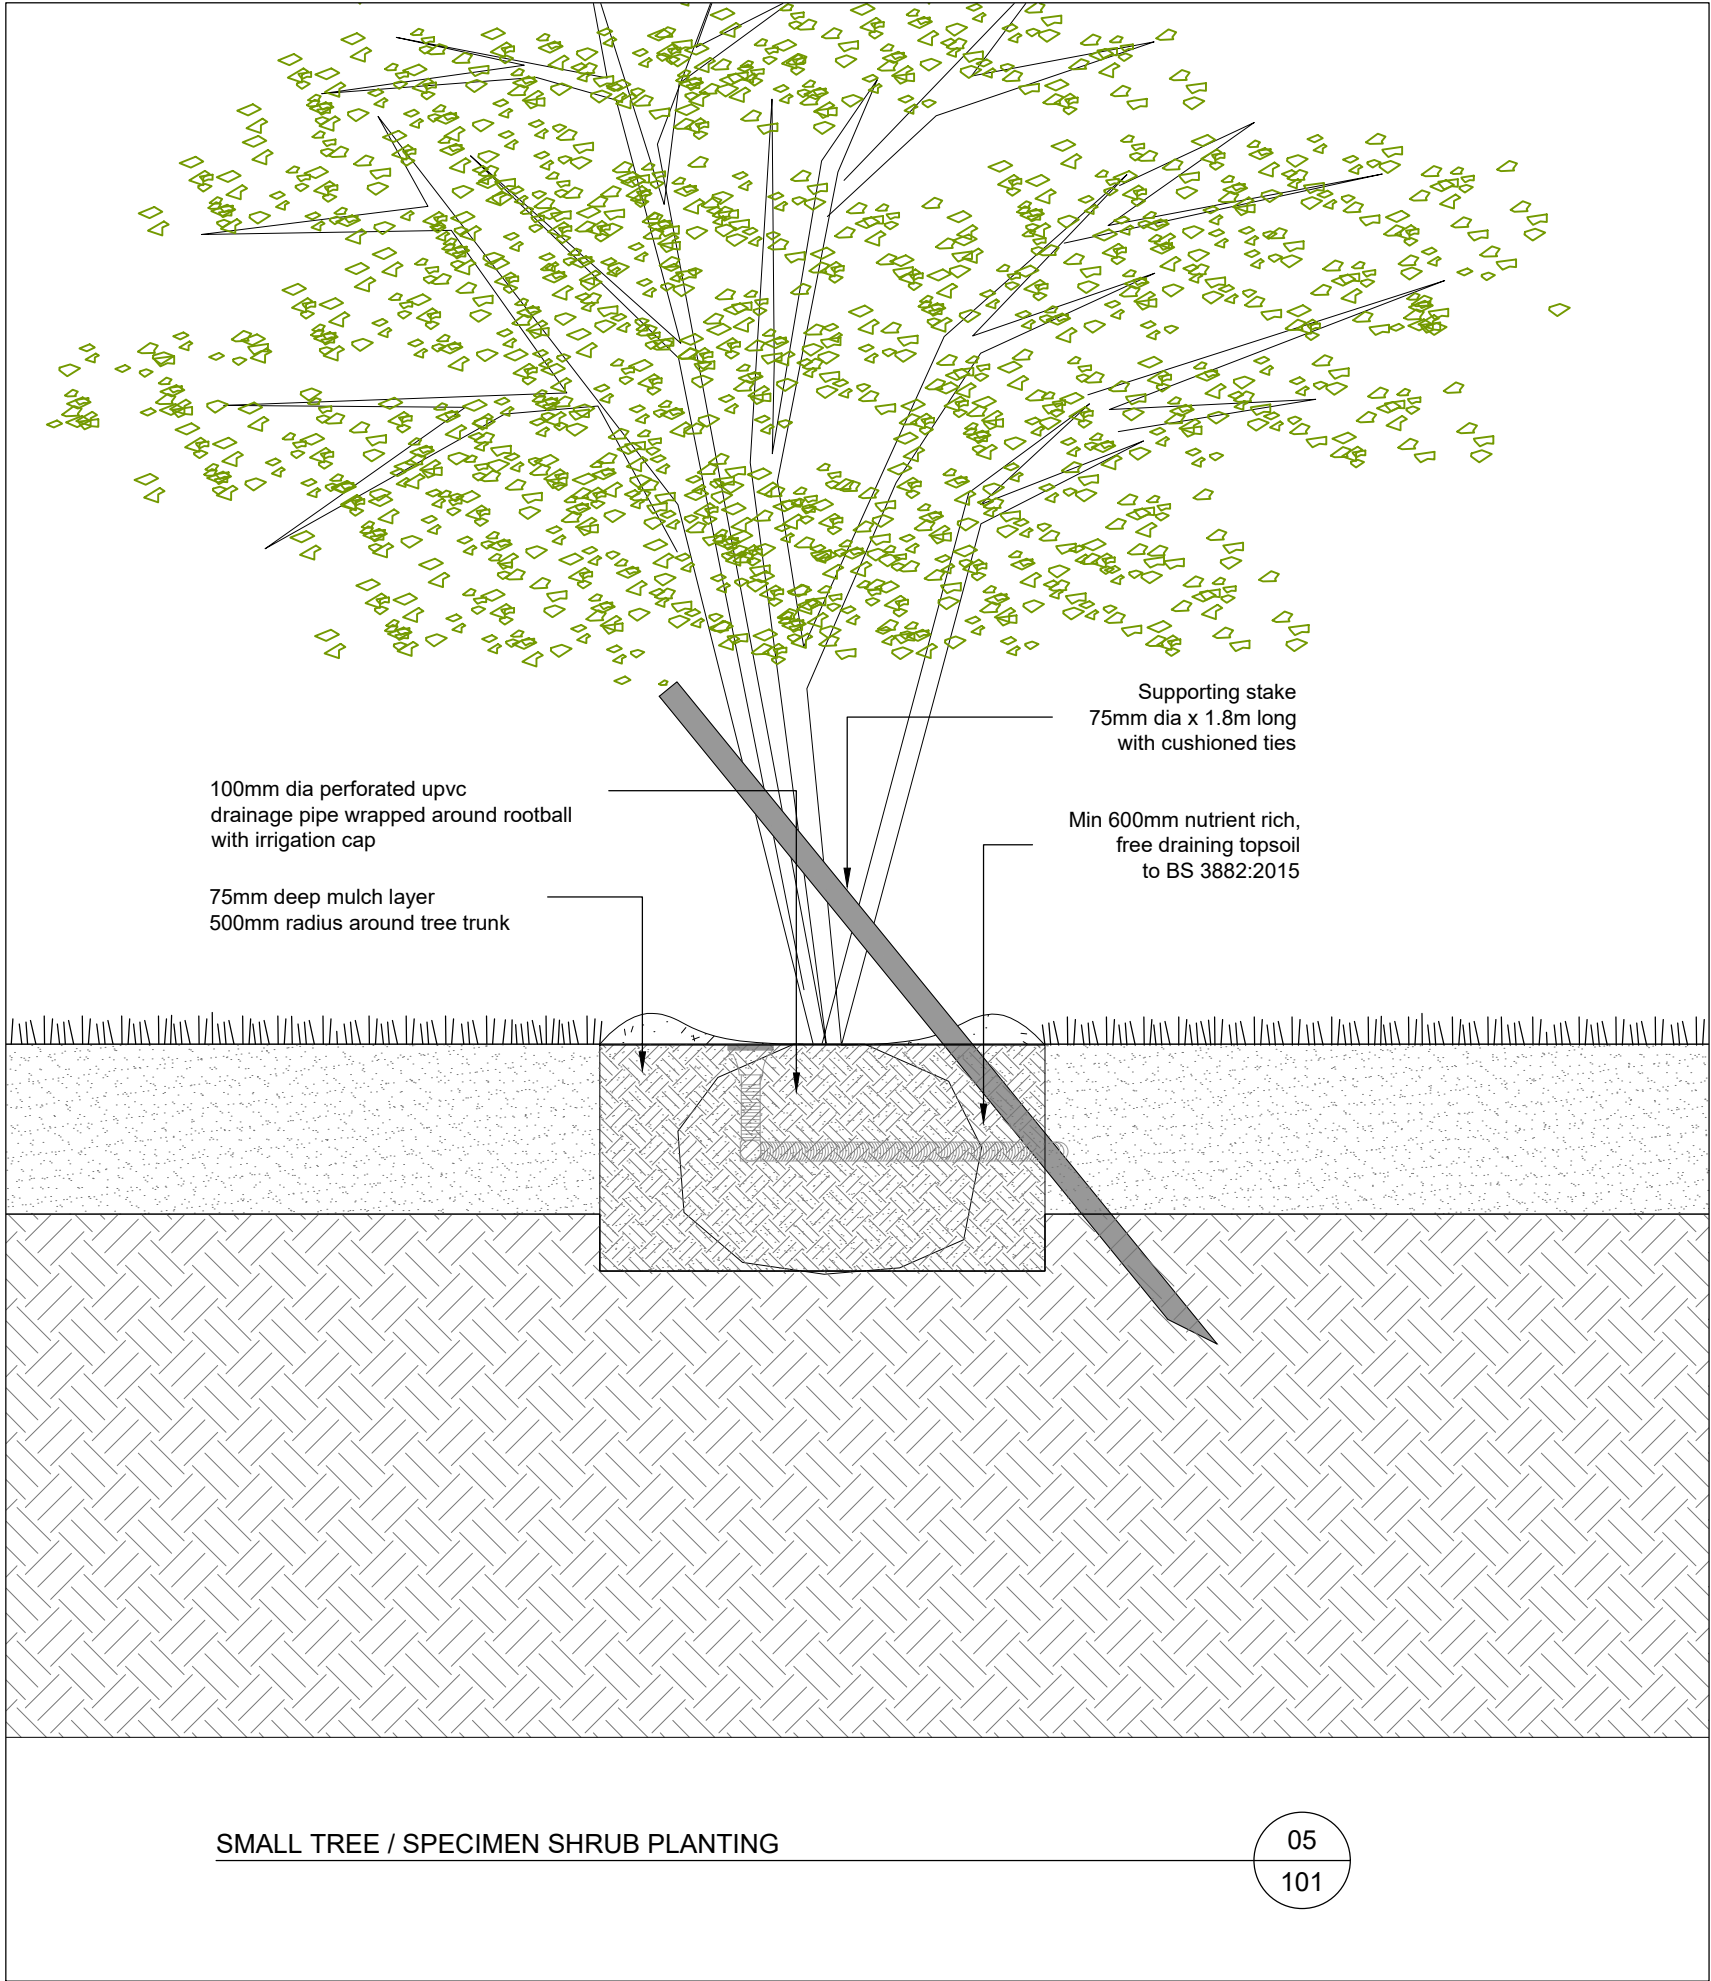 Supporting stake
75mm dia x 1.8m long
with cushioned ties
100mm dia perforated upvc
drainage pipe wrapped around rootball
with irrigation cap
Min 600mm nutrient rich,
free draining topsoil
to BS 3882:2015
75mm deep mulch layer
500mm radius around tree trunk
SMALL TREE / SPECIMEN SHRUB PLANTING
05
101